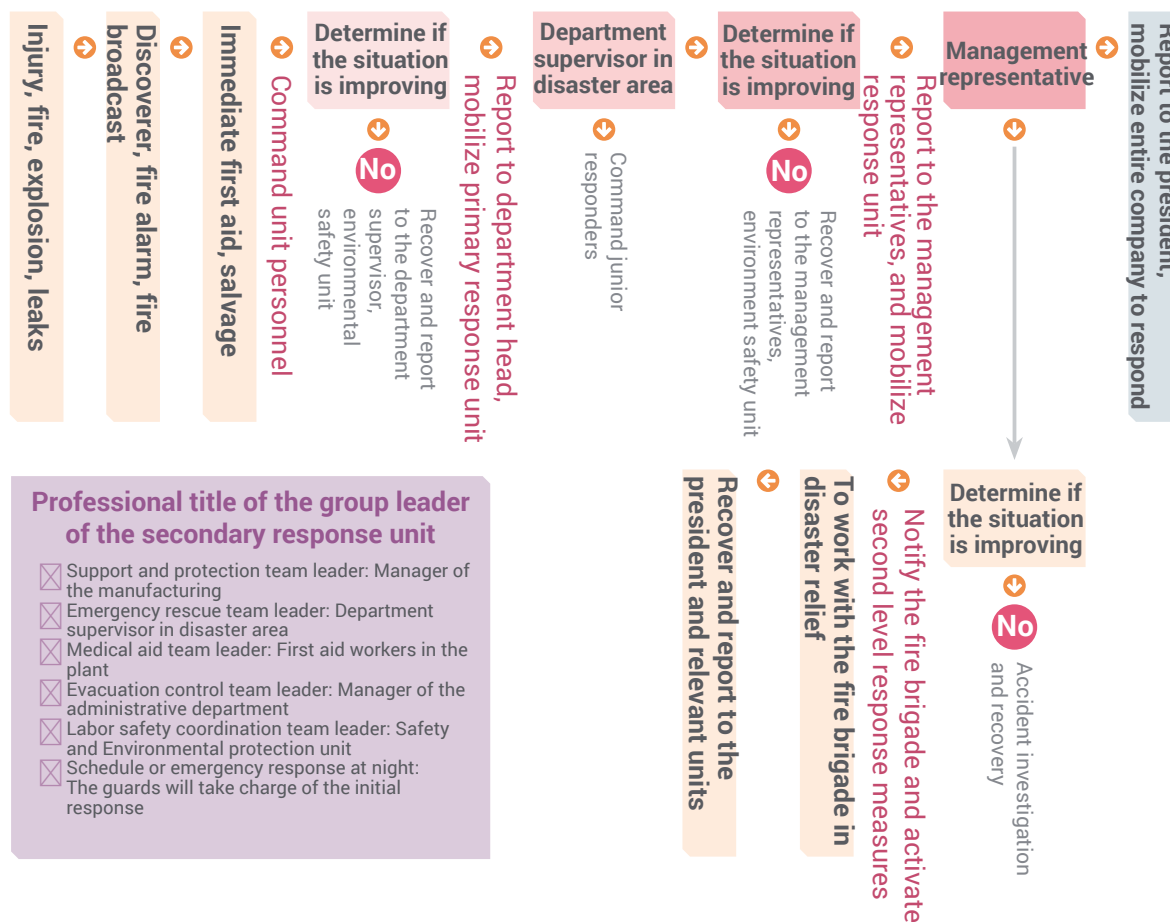 Injury, fire, explosion, leaks
Discoverer, fire alarm, fire
broadcast
Immediate first aid, salvage
Command unit personnel
Determine if
the situation
is improving
No
Recover and report
to the department
supervisor,
environmental
safety unit
Report to department head,
mobilize primary response unit
Department
supervisor in
disaster area
Command junior
responders
Determine if
the situation
is improving
No
Recover and report
to the management
representatives,
environment safety unit
Report to the management
representatives, and mobilize
response unit
Management
representative
Report to the president,
mobilize entire company to respond
Determine if
the situation
is improving
No
Accident investigation
and recovery
Notify the fire brigade and activate
second level response measures
To work with the fire brigade in
disaster relief
Recover and report to the
president and relevant units
Professional title of the group leader
of the secondary response unit
Support and protection team leader: Manager of
the manufacturing
Emergency rescue team leader: Department
supervisor in disaster area
Medical aid team leader: First aid workers in the
plant
Evacuation control team leader: Manager of the
administrative department
Labor safety coordination team leader: Safety
and Environmental protection unit
Schedule or emergency response at night:
The guards will take charge of the initial
response